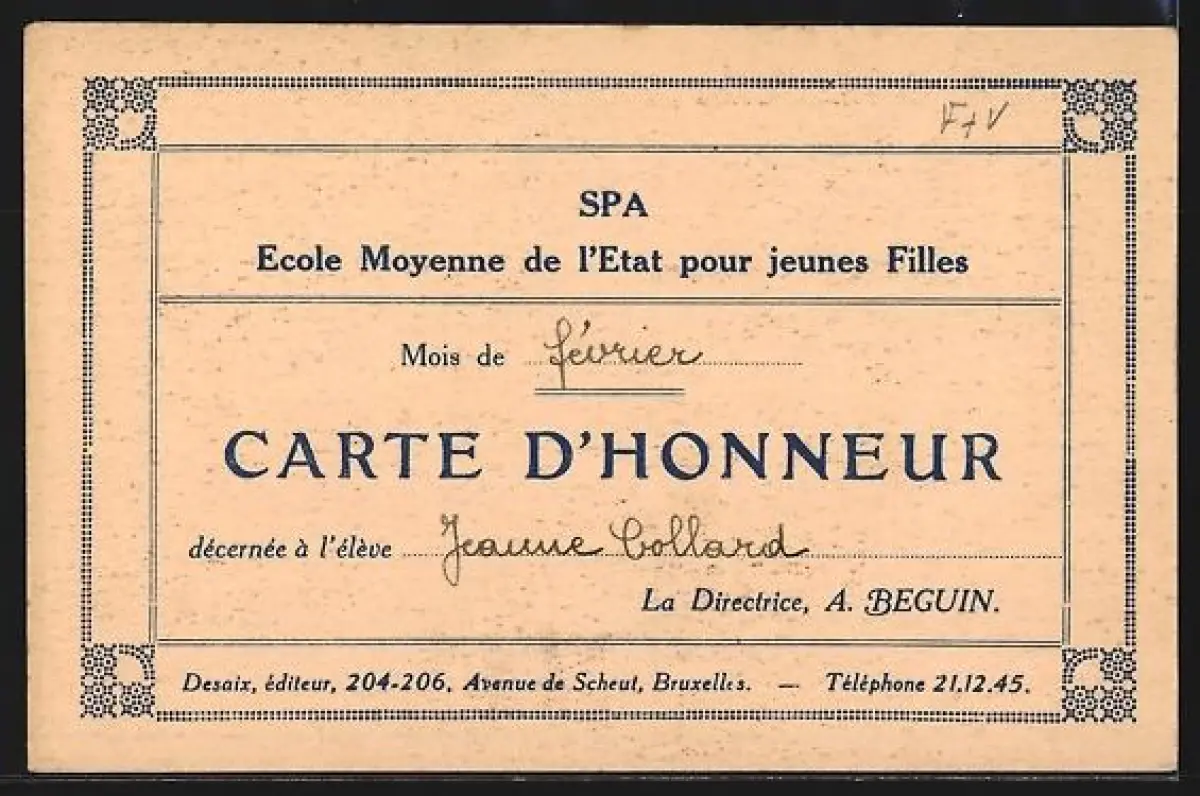 SPA
Ecole Moyenne de l'Etat pour jeunes Filles
Mois de février
CARTE D'HONNEUR
décernée à l'élève Jeanne Collard
La Directrice, A. BEGUIN.
Desaix, éditeur, 204-206, Avenue de Scheut, Bruxelles. — Téléphone 21.12.45.